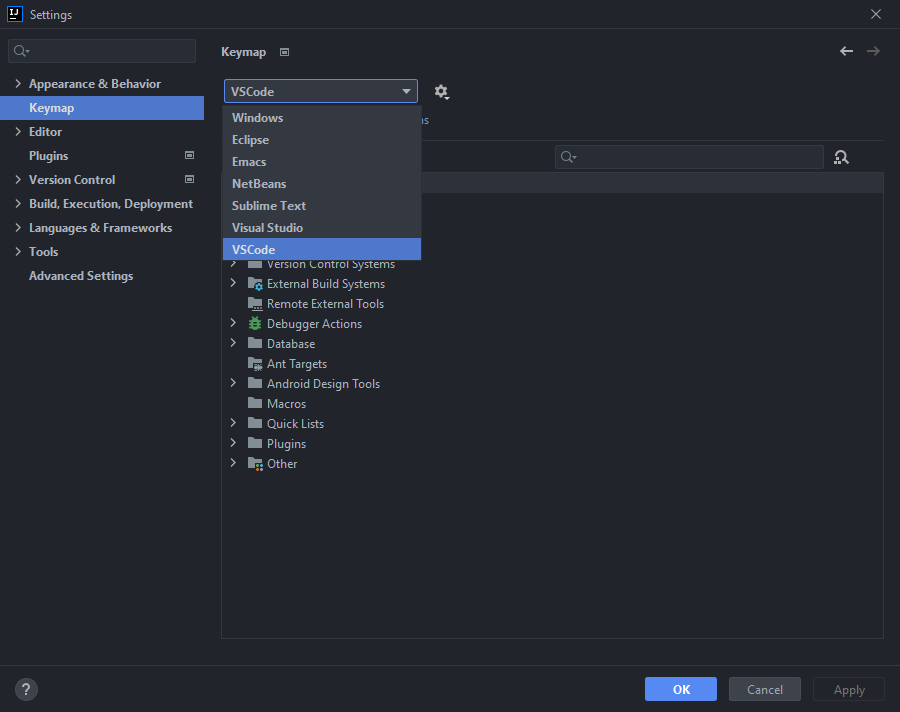 IJ
Settings
Keymap
Appearance & Behavior
Keymap
Editor
Plugins
Version Control
Build, Execution, Deployment
Languages & Frameworks
Tools
Advanced Settings
VSCode
Windows
Eclipse
Emacs
NetBeans
Sublime Text
Visual Studio
VSCode
Version Control Systems
External Build Systems
Remote External Tools
Debugger Actions
Database
Ant Targets
Android Design Tools
Macros
Quick Lists
Plugins
Other
?
OK
Cancel
Apply